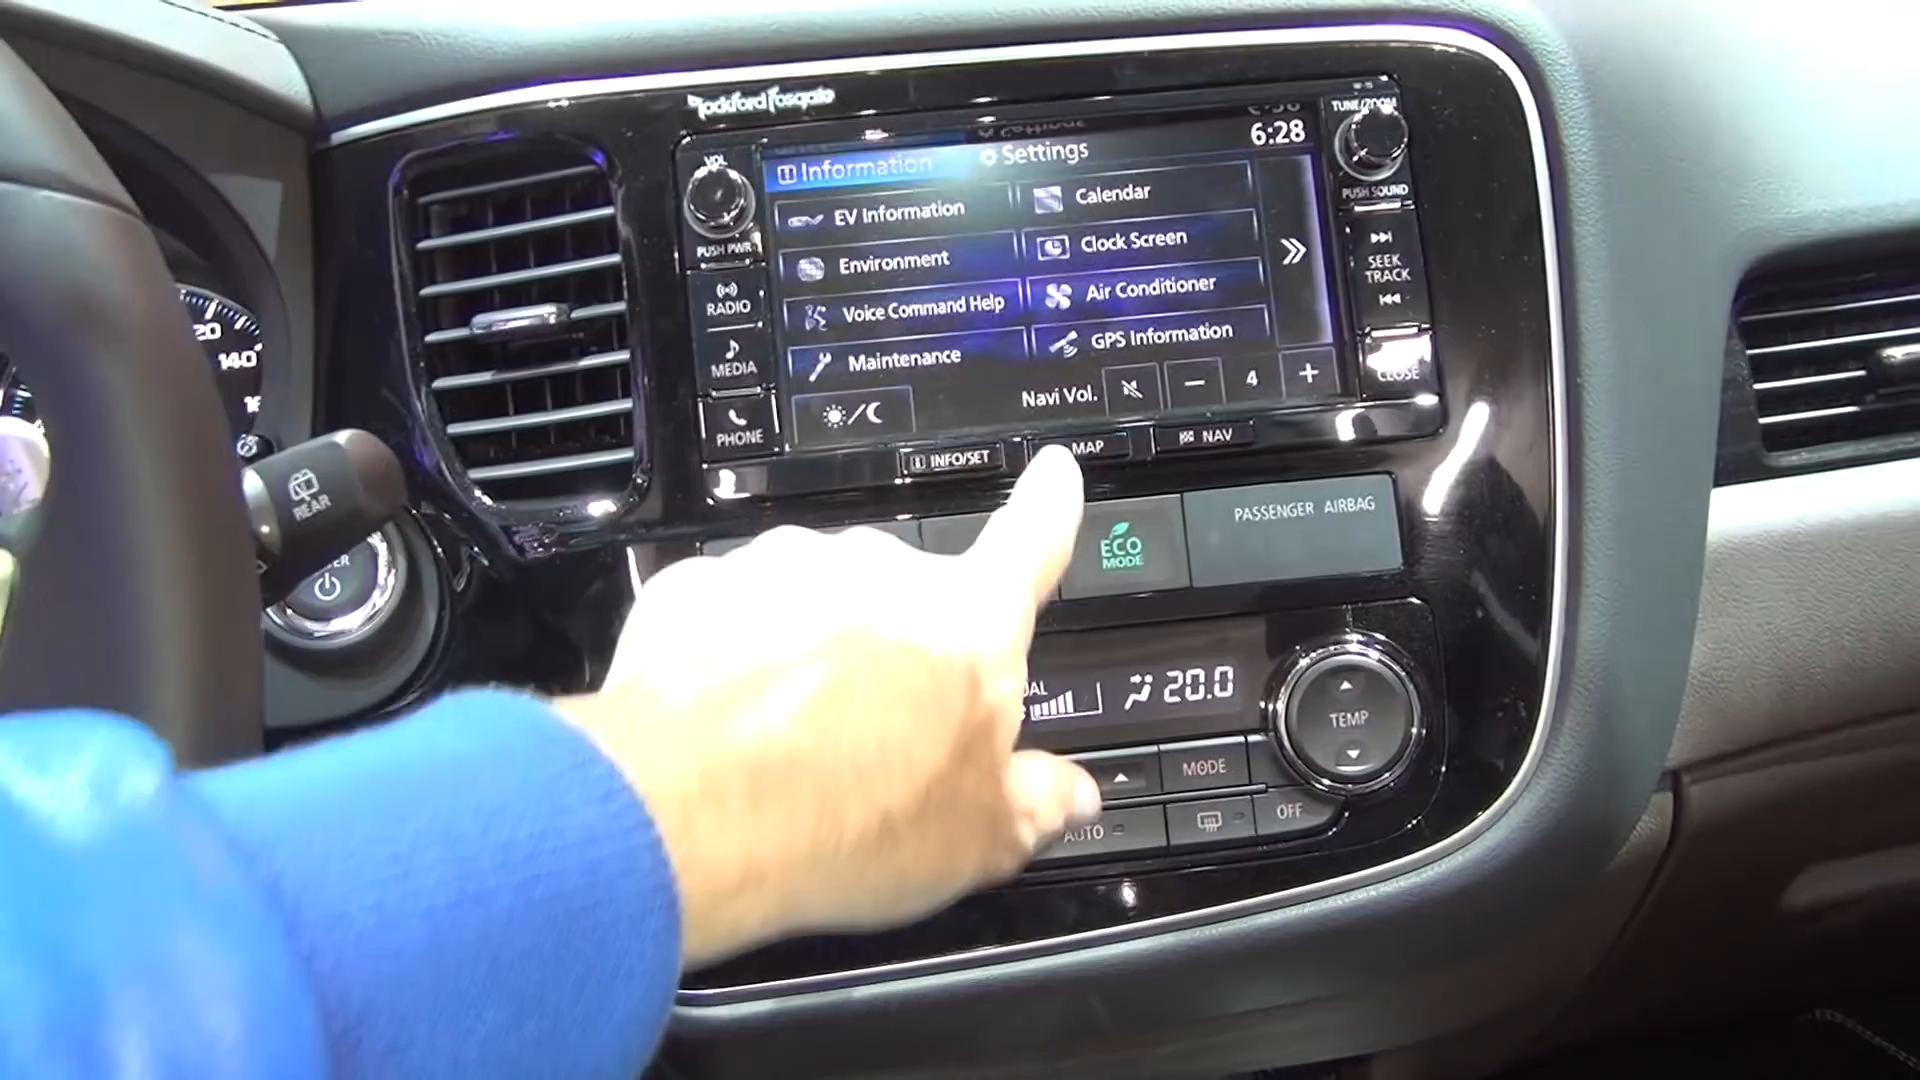 Rockford Fosgate
VOL
PUSH PWR
RADIO
MEDIA
PHONE
Information
Settings
6:28
EV Information
Calendar
Environment
Clock Screen
Voice Command Help
Air Conditioner
Maintenance
GPS Information
Navi Vol.
4
TUNE/ZOOM
PUSH SOUND
SEEK
TRACK
CLOSE
INFO/SET
MAP
NAV
20
140
REAR
ECO
MODE
PASSENGER AIRBAG
20.0
TEMP
MODE
AUTO
OFF